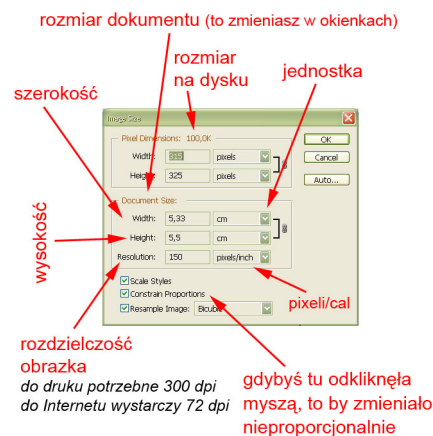 rozmiar dokumentu (to zmieniasz w okienkach)
rozmiar
na dysku
jednostka
szerokość
Image Size
Pixel Dimensions: 100,0K
Width: 315 pixels
Height: 325 pixels
OK
Cancel
Auto...
Document Size:
Width: 5,33 cm
Height: 5,5 cm
Resolution: 150 pixels/inch
wysokość
Scale Styles
Constrain Proportions
Resample Image: Bicubic
pixeli/cal
rozdzielczość
obrazka
do druku potrzebne 300 dpi
do Internetu wystarczy 72 dpi
gdybyś tu odkliknęła
myszą, to by zmieniało
nieproporcjonalnie